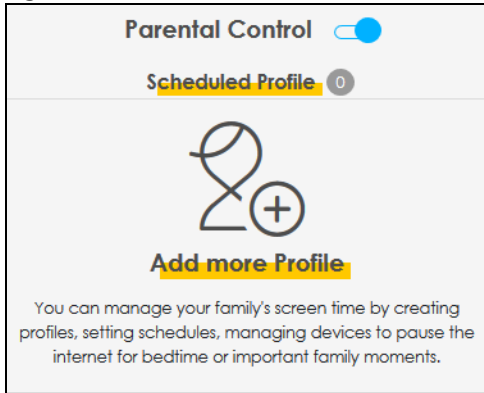 Parental Control
Scheduled Profile 0
Add more Profile
You can manage your family's screen time by creating
profiles, setting schedules, managing devices to pause the
internet for bedtime or important family moments.